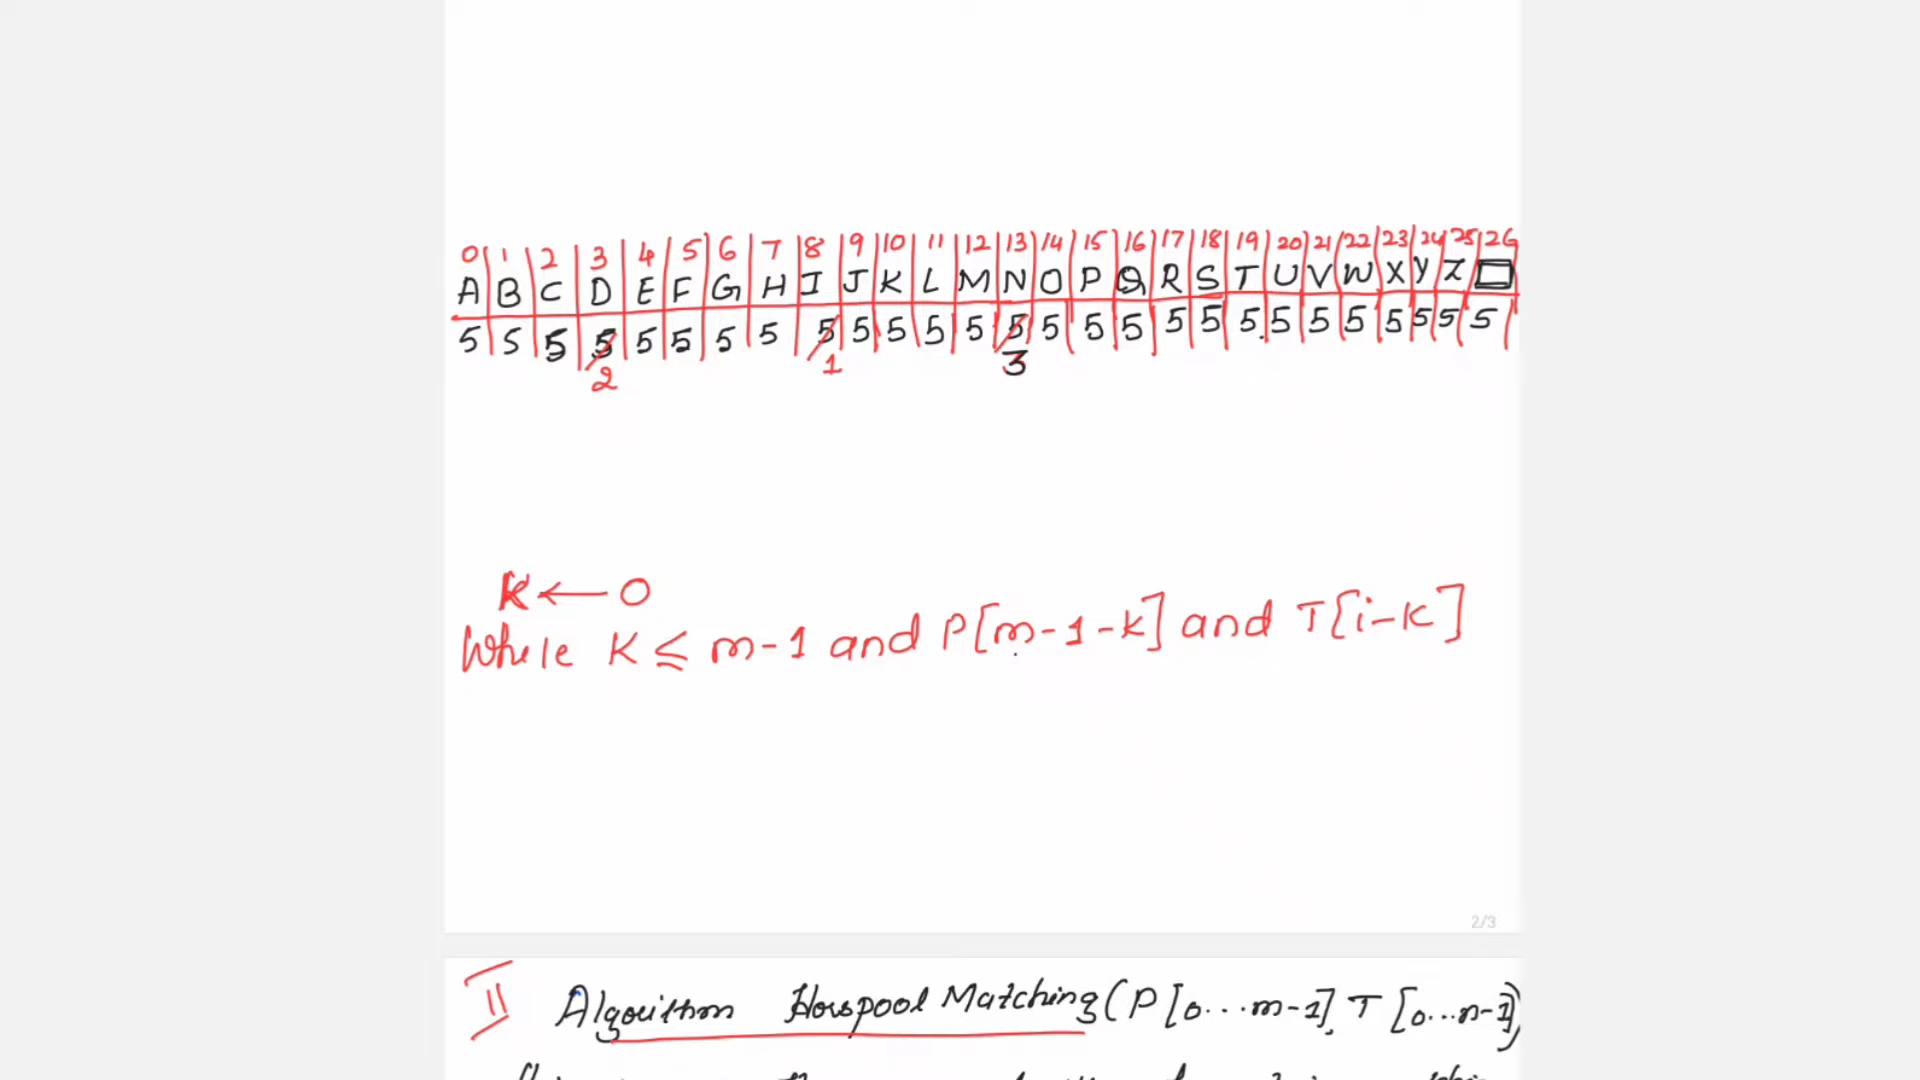 0 1 2 3 4 5 6 7 8 9 10 11 12 13 14 15 16 17 18 19 20 21 22 23 24 25 26
A B C D E F G H I J K L M N O P Q R S T U V W X Y Z
5 5 5 5 5 5 5 5 5 5 5 5 5 5 5 5 5 5 5 5 5 5 5 5 5 5 5
2 1 3
K ← 0
While K ≤ m-1 and P[m-1-k] and T[i-k]
2/3
II Algorithm Horspool Matching (P[0...m-1], T[0...n-1])